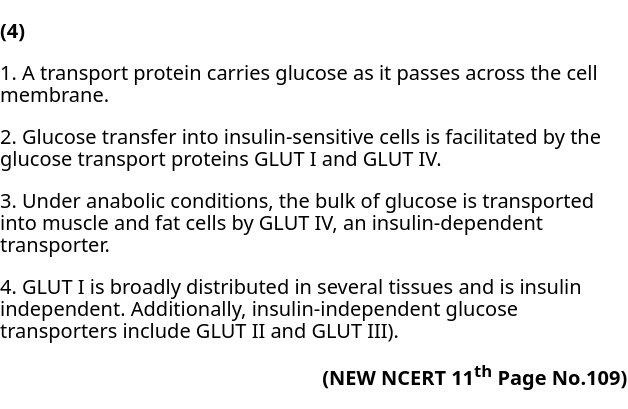 (4)
1. A transport protein carries glucose as it passes across the cell
membrane.
2. Glucose transfer into insulin-sensitive cells is facilitated by the
glucose transport proteins GLUT I and GLUT IV.
3. Under anabolic conditions, the bulk of glucose is transported
into muscle and fat cells by GLUT IV, an insulin-dependent
transporter.
4. GLUT I is broadly distributed in several tissues and is insulin
independent. Additionally, insulin-independent glucose
transporters include GLUT II and GLUT III).
(NEW NCERT 11th Page No.109)